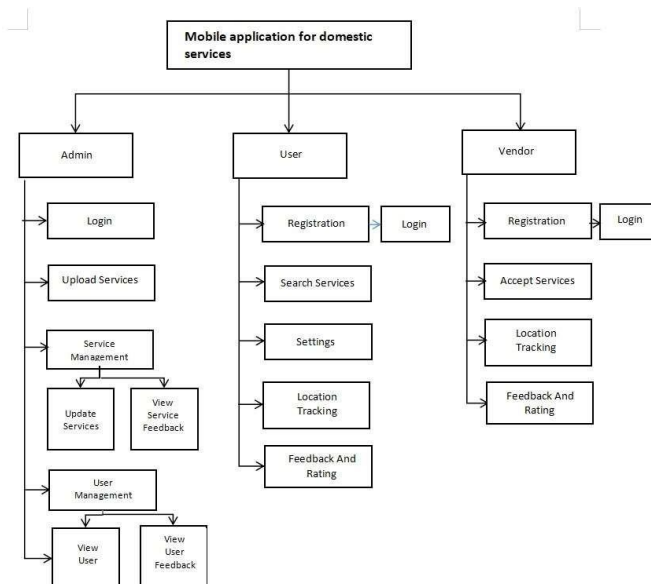 Mobile application for domestic
services
Admin
User
Vendor
Login
Upload Services
Service
Management
Update
Services
View
Service
Feedback
User
Management
View
User
View
User
Feedback
Registration
Login
Search Services
Settings
Location
Tracking
Feedback And
Rating
Registration
Login
Accept Services
Location
Tracking
Feedback And
Rating